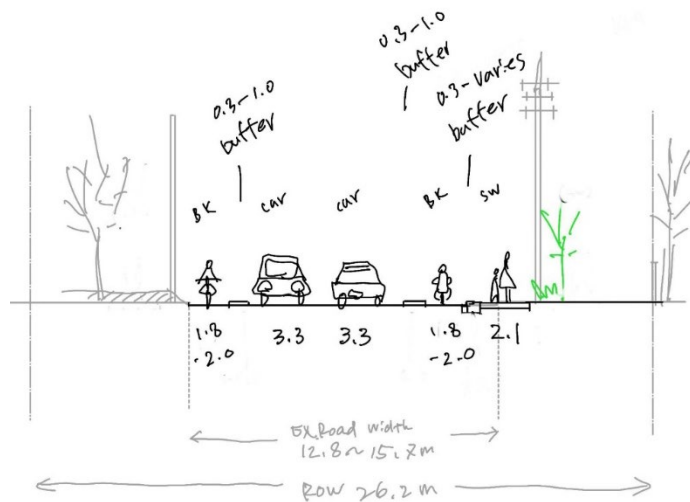 0.3-1.0
buffer
0.3-1.0
buffer
0.3-varies
buffer
BK
car
car
BK
SW
1.8
-2.0
3.3
3.3
1.8
-2.0
2.1
EX.Road width
12.8~15.7m
ROW 26.2m